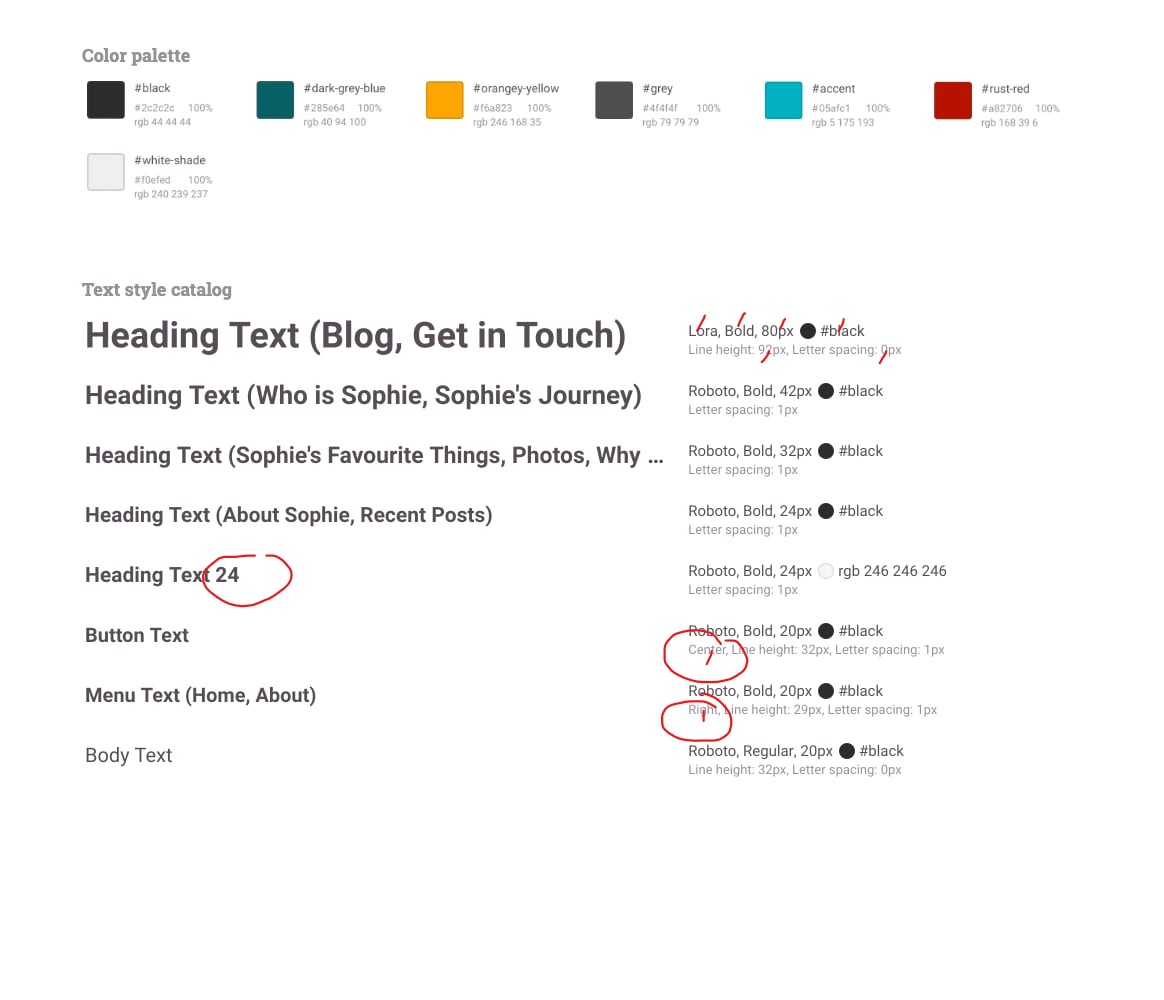 Color palette
#black
#2c2c2c 100%
rgb 44 44 44
#dark-grey-blue
#285e64 100%
rgb 40 94 100
#orangey-yellow
#f6a823 100%
rgb 246 168 35
#grey
#4f4f4f 100%
rgb 79 79 79
#accent
#05afc1 100%
rgb 5 175 193
#rust-red
#a82706 100%
rgb 168 39 6
#white-shade
#f0efed 100%
rgb 240 239 237
Text style catalog
Heading Text (Blog, Get in Touch)
Lora, Bold, 80px #black
Line height: 92px, Letter spacing: 0px
Heading Text (Who is Sophie, Sophie's Journey)
Roboto, Bold, 42px #black
Letter spacing: 1px
Heading Text (Sophie's Favourite Things, Photos, Why ...
Roboto, Bold, 32px #black
Letter spacing: 1px
Heading Text (About Sophie, Recent Posts)
Roboto, Bold, 24px #black
Letter spacing: 1px
Heading Text 24
Roboto, Bold, 24px rgb 246 246 246
Letter spacing: 1px
Button Text
Roboto, Bold, 20px #black
Center, Line height: 32px, Letter spacing: 1px
Menu Text (Home, About)
Roboto, Bold, 20px #black
Right, Line height: 29px, Letter spacing: 1px
Body Text
Roboto, Regular, 20px #black
Line height: 32px, Letter spacing: 0px